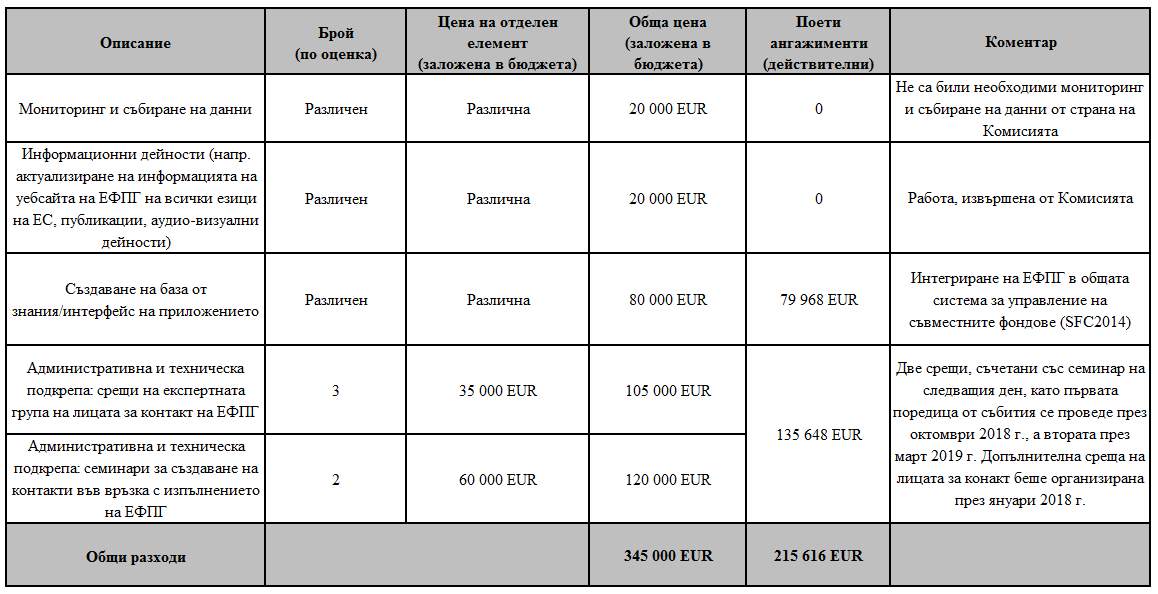 Описание
Брой
(по оценка)
Цена на отделен
елемент
(заложена в бюджета)
Обща цена
(заложена в
бюджета)
Поети
ангажименти
(действителни)
Коментар
Мониторинг и събиране на данни
Различен
Различна
20 000 EUR
0
Не са били необходими мониторинг
и събиране на данни от страна на
Комисията
Информационни дейности (напр.
актуализиране на информацията на
уебсайта на ЕФПГ на всички езици
на ЕС, публикации, аудио-визуални
дейности)
Различен
Различна
20 000 EUR
0
Работа, извършена от Комисията
Създаване на база от
знания/интерфейс на приложението
Различен
Различна
80 000 EUR
79 968 EUR
Интегриране на ЕФПГ в общата
система за управление на
съвместните фондове (SFC2014)
Административна и техническа
подкрепа: срещи на експертната
група на лицата за контакт на ЕФПГ
3
35 000 EUR
105 000 EUR
135 648 EUR
Две срещи, съчетани със семинар на
следващия ден, като първата
поредица от събития се проведе през
октомври 2018 г., а втората през
март 2019 г. Допълнителна среща на
лицата за конакт беше организирана
през януари 2018 г.
Административна и техническа
подкрепа: семинари за създаване на
контакти във връзка с изпълнението
на ЕФПГ
2
60 000 EUR
120 000 EUR
Общи разходи
345 000 EUR
215 616 EUR